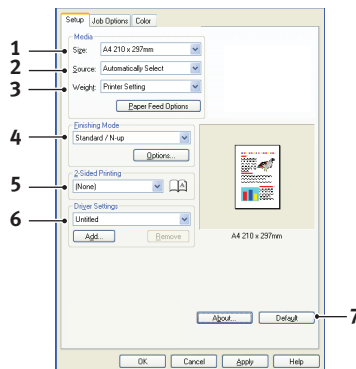 Setup Job Options Color
Media
1 Size: A4 210 x 297mm
2 Source: Automatically Select
3 Weight: Printer Setting
Paper Feed Options
Finishing Mode
4 Standard / N-up
Options...
2-Sided Printing
5 (None) A
Driver Settings
6 Untitled
Add... Remove
A4 210 x 297mm
About... Default 7
OK Cancel Apply Help